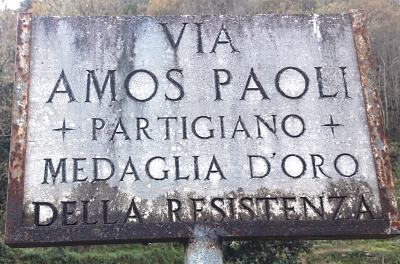 VIA
AMOS PAOLI
+ PARTIGIANO +
MEDAGLIA D'ORO
DELLA RESISTENZA